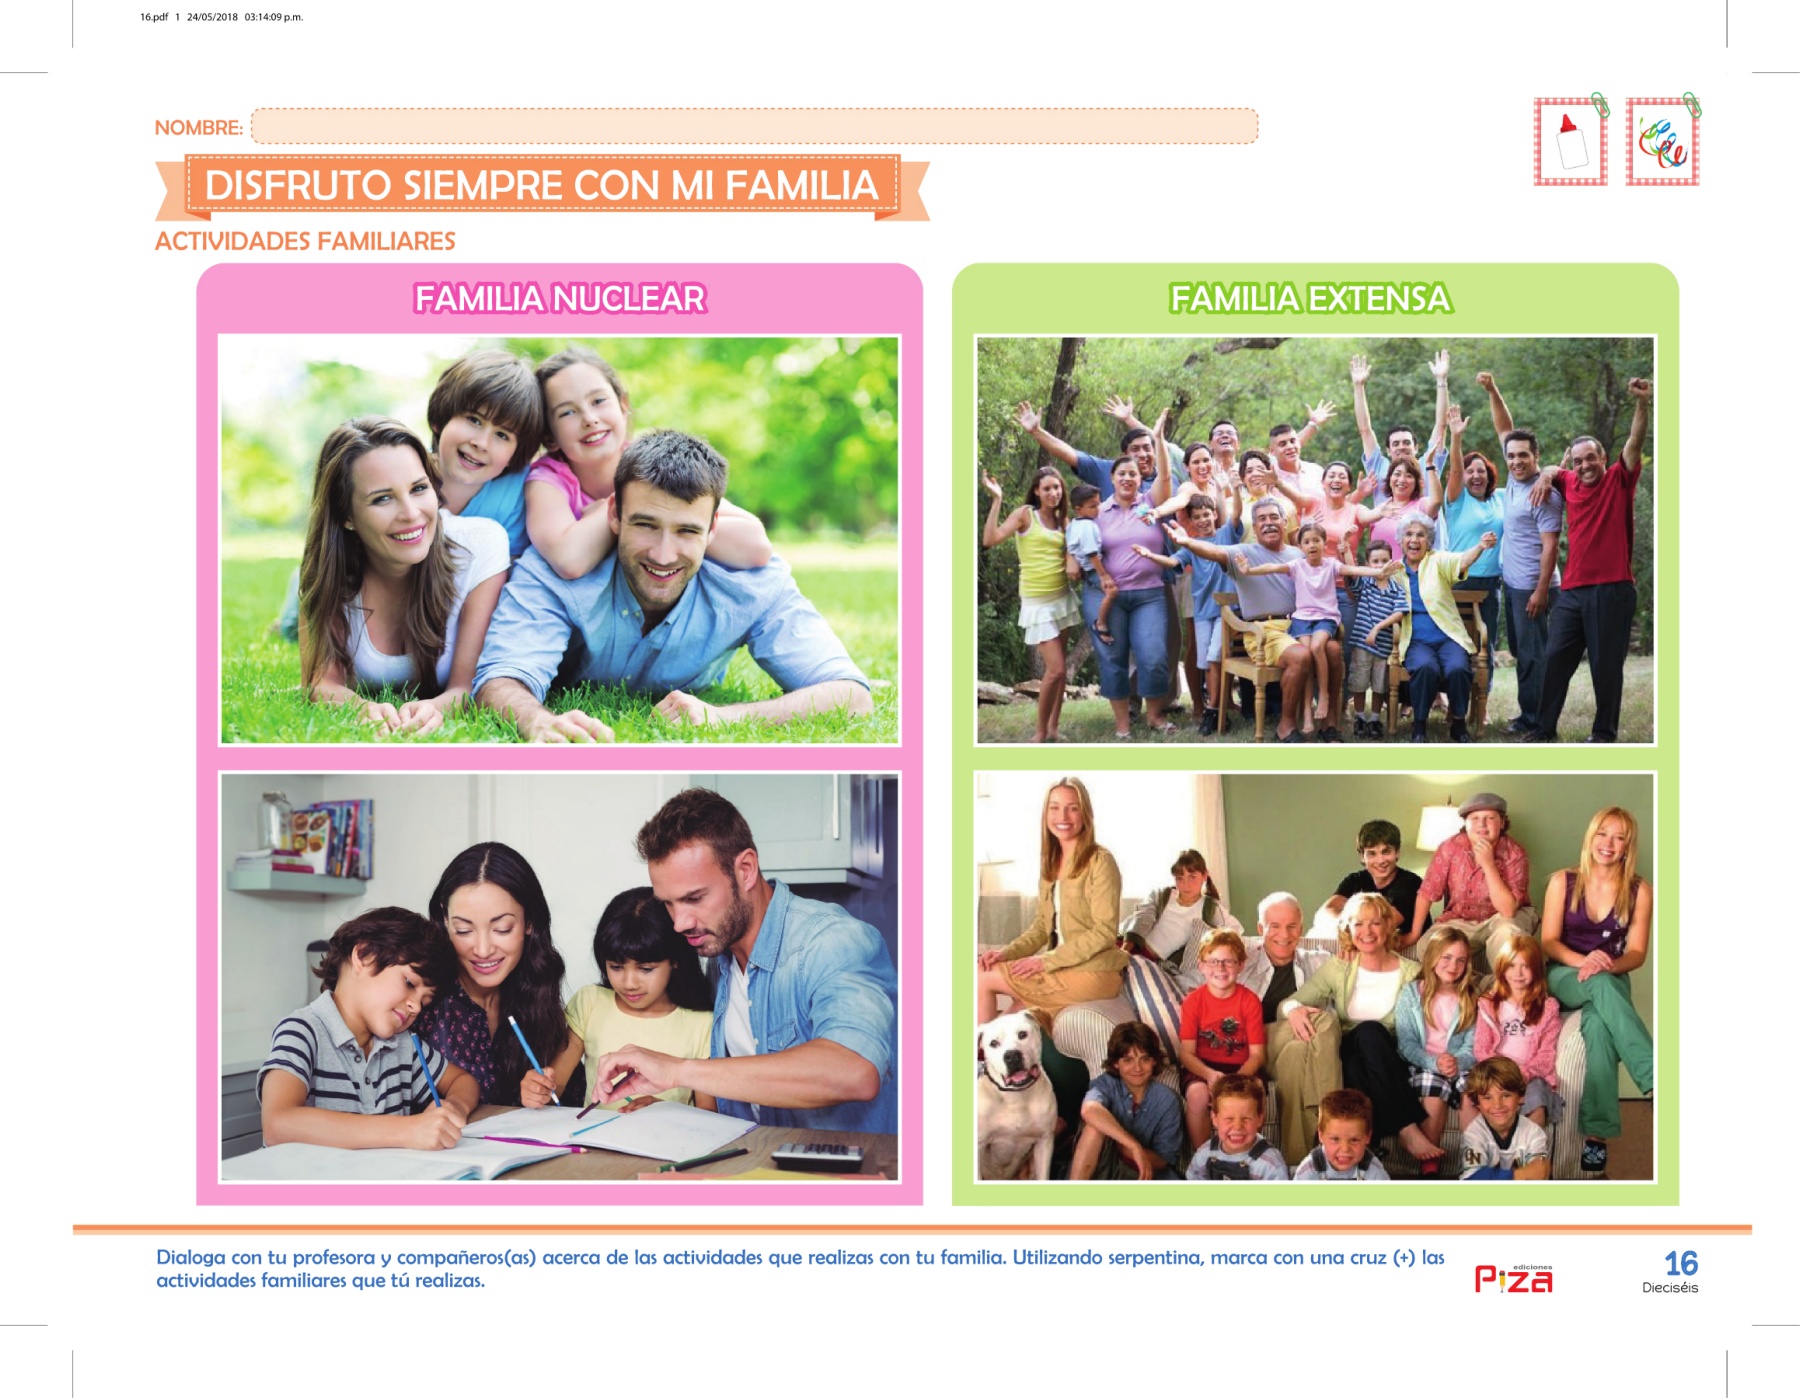 16.pdf 1 24/05/2018 03:14:09 p.m.
NOMBRE:
DISFRUTO SIEMPRE CON MI FAMILIA
ACTIVIDADES FAMILIARES
FAMILIA NUCLEAR
FAMILIA EXTENSA
Dialoga con tu profesora y compañeros(as) acerca de las actividades que realizas con tu familia. Utilizando serpentina, marca con una cruz (+) las
actividades familiares que tú realizas.
ediciones
Piza
16
Dieciséis